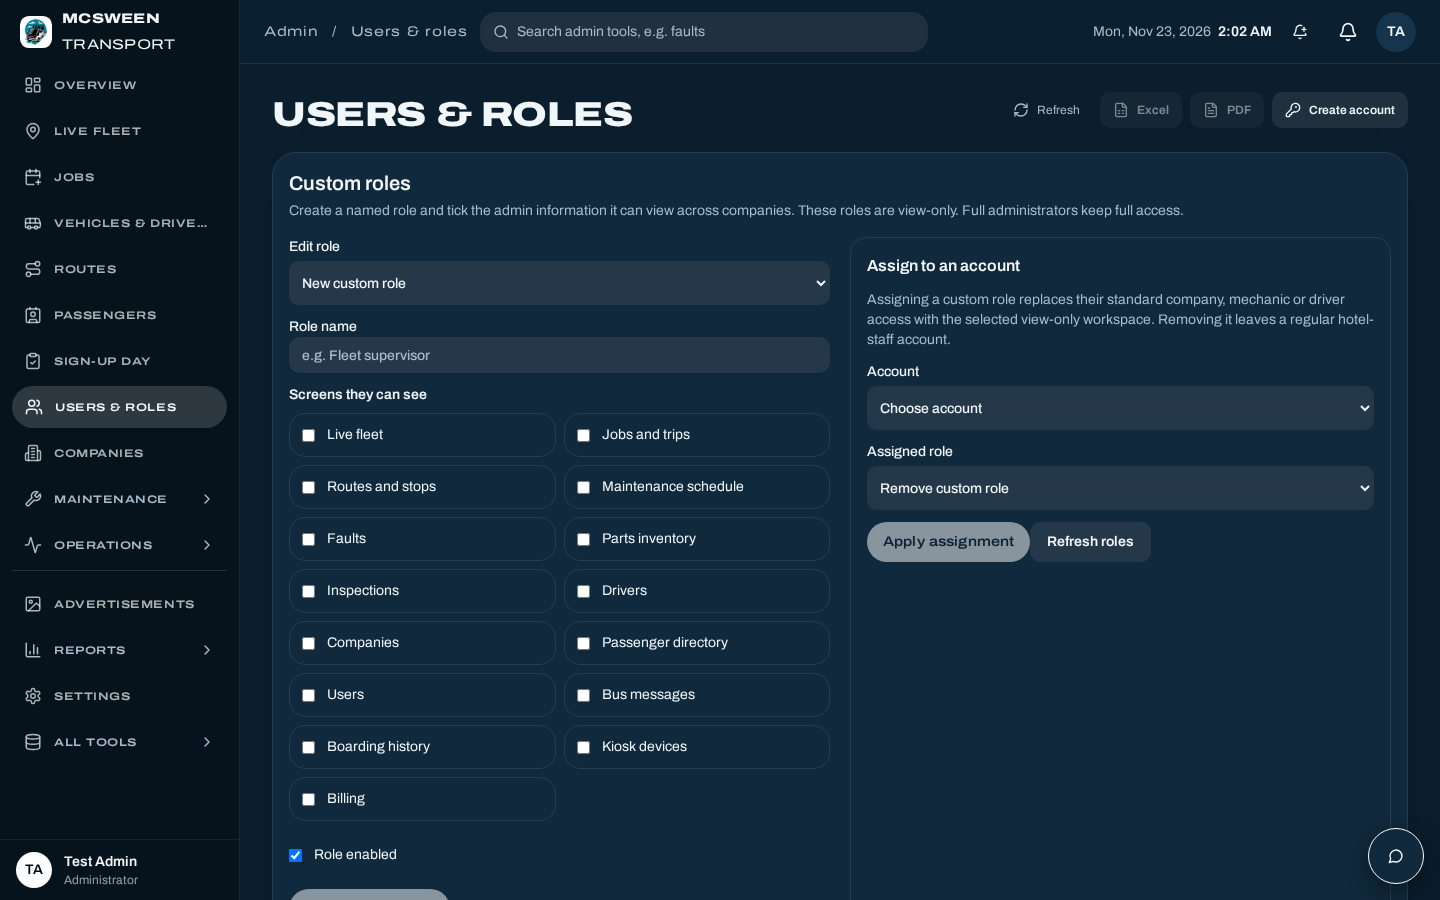 MCSWEEN
TRANSPORT
OVERVIEW
LIVE FLEET
JOBS
VEHICLES & DRIVE...
ROUTES
PASSENGERS
SIGN-UP DAY
USERS & ROLES
COMPANIES
MAINTENANCE
OPERATIONS
ADVERTISEMENTS
REPORTS
SETTINGS
ALL TOOLS
TA
Test Admin
Administrator
Admin / Users & roles
Search admin tools, e.g. faults
Mon, Nov 23, 2026 2:02 AM
TA
USERS & ROLES
Refresh
Excel
PDF
Create account
Custom roles
Create a named role and tick the admin information it can view across companies. These roles are view-only. Full administrators keep full access.
Edit role
New custom role
Role name
e.g. Fleet supervisor
Screens they can see
Live fleet
Jobs and trips
Routes and stops
Maintenance schedule
Faults
Parts inventory
Inspections
Drivers
Companies
Passenger directory
Users
Bus messages
Boarding history
Kiosk devices
Billing
Role enabled
Assign to an account
Assigning a custom role replaces their standard company, mechanic or driver
access with the selected view-only workspace. Removing it leaves a regular hotel-
staff account.
Account
Choose account
Assigned role
Remove custom role
Apply assignment
Refresh roles